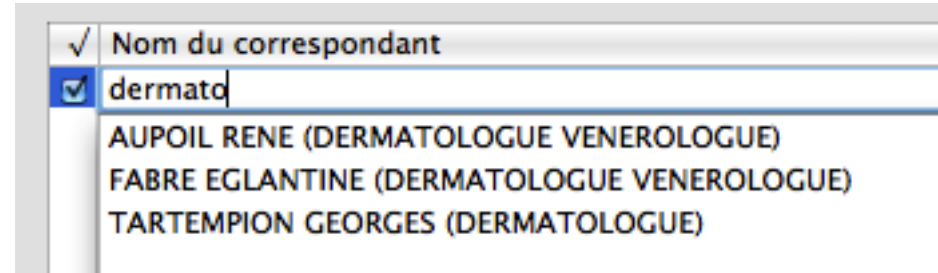 √ Nom du correspondant
dermato
AUPOIL RENE (DERMATOLOGUE VENEROLOGUE)
FABRE EGLANTINE (DERMATOLOGUE VENEROLOGUE)
TARTEMPION GEORGES (DERMATOLOGUE)